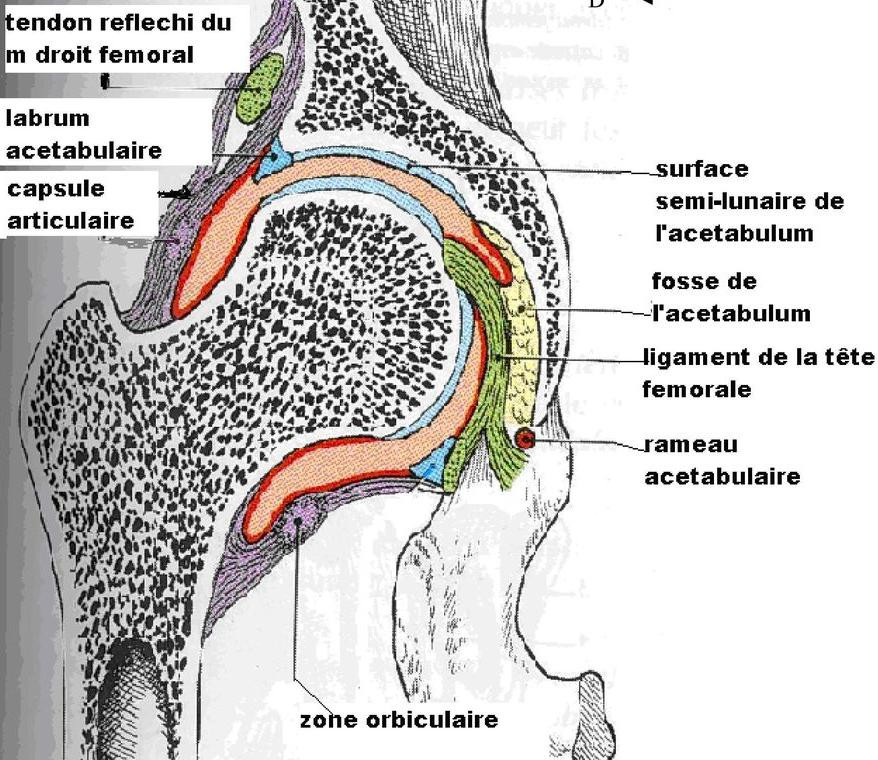 tendon reflechi du
m droit femoral
labrum
acetabulaire
capsule
articulaire
surface
semi-lunaire de
l'acetabulum
fosse de
l'acetabulum
ligament de la tête
femorale
rameau
acetabulaire
zone orbiculaire